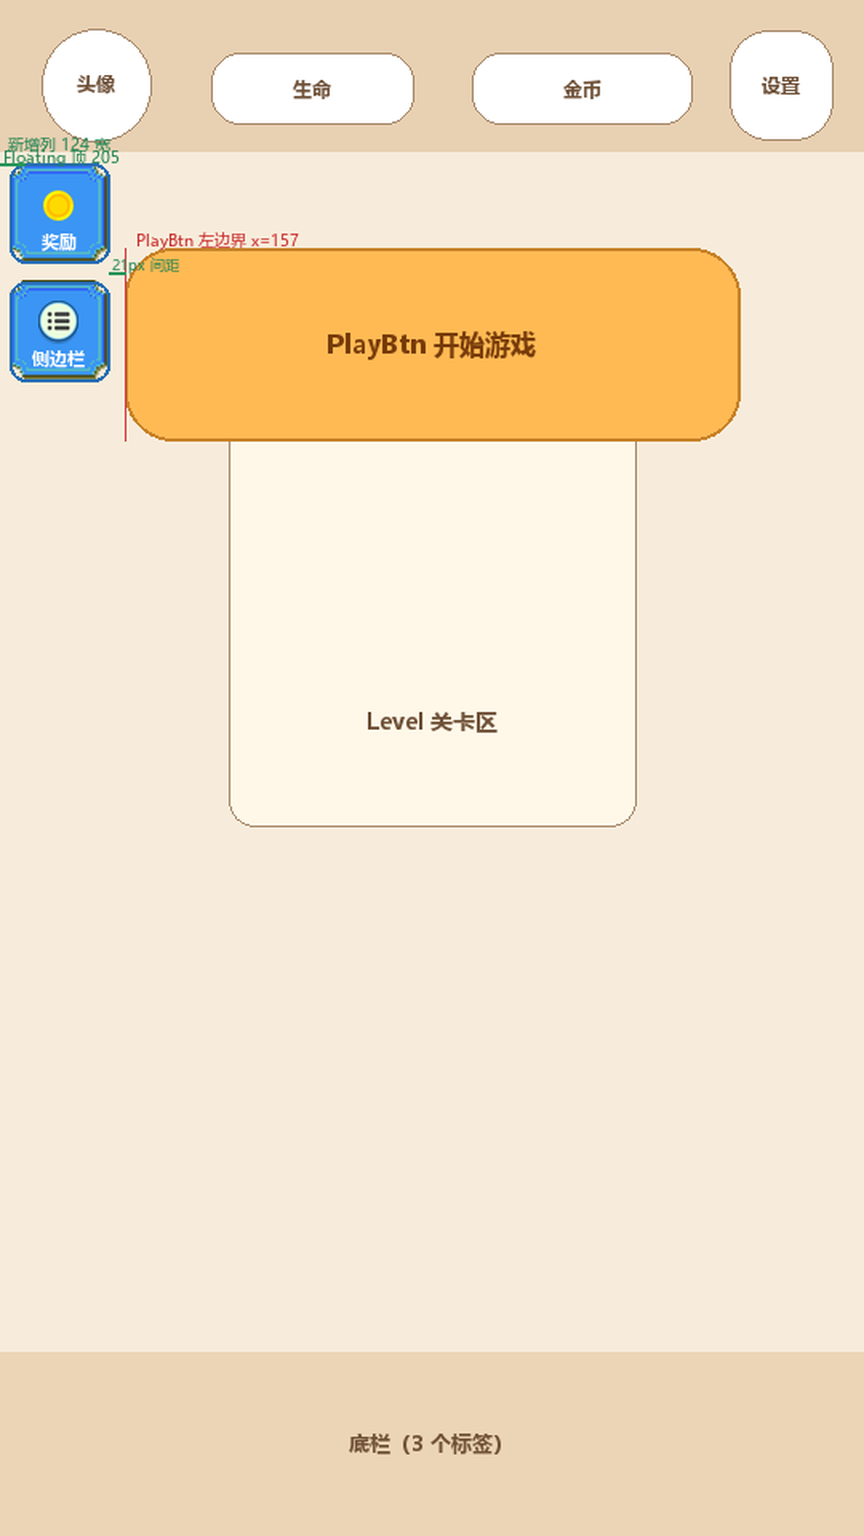 头像
生命
金币
设置
新增列 124 宽
Floating 顶 205
奖励
PlayBtn 左边界 x=157
21px 间距
PlayBtn 开始游戏
侧边栏
Level 关卡区
底栏（3 个标签）